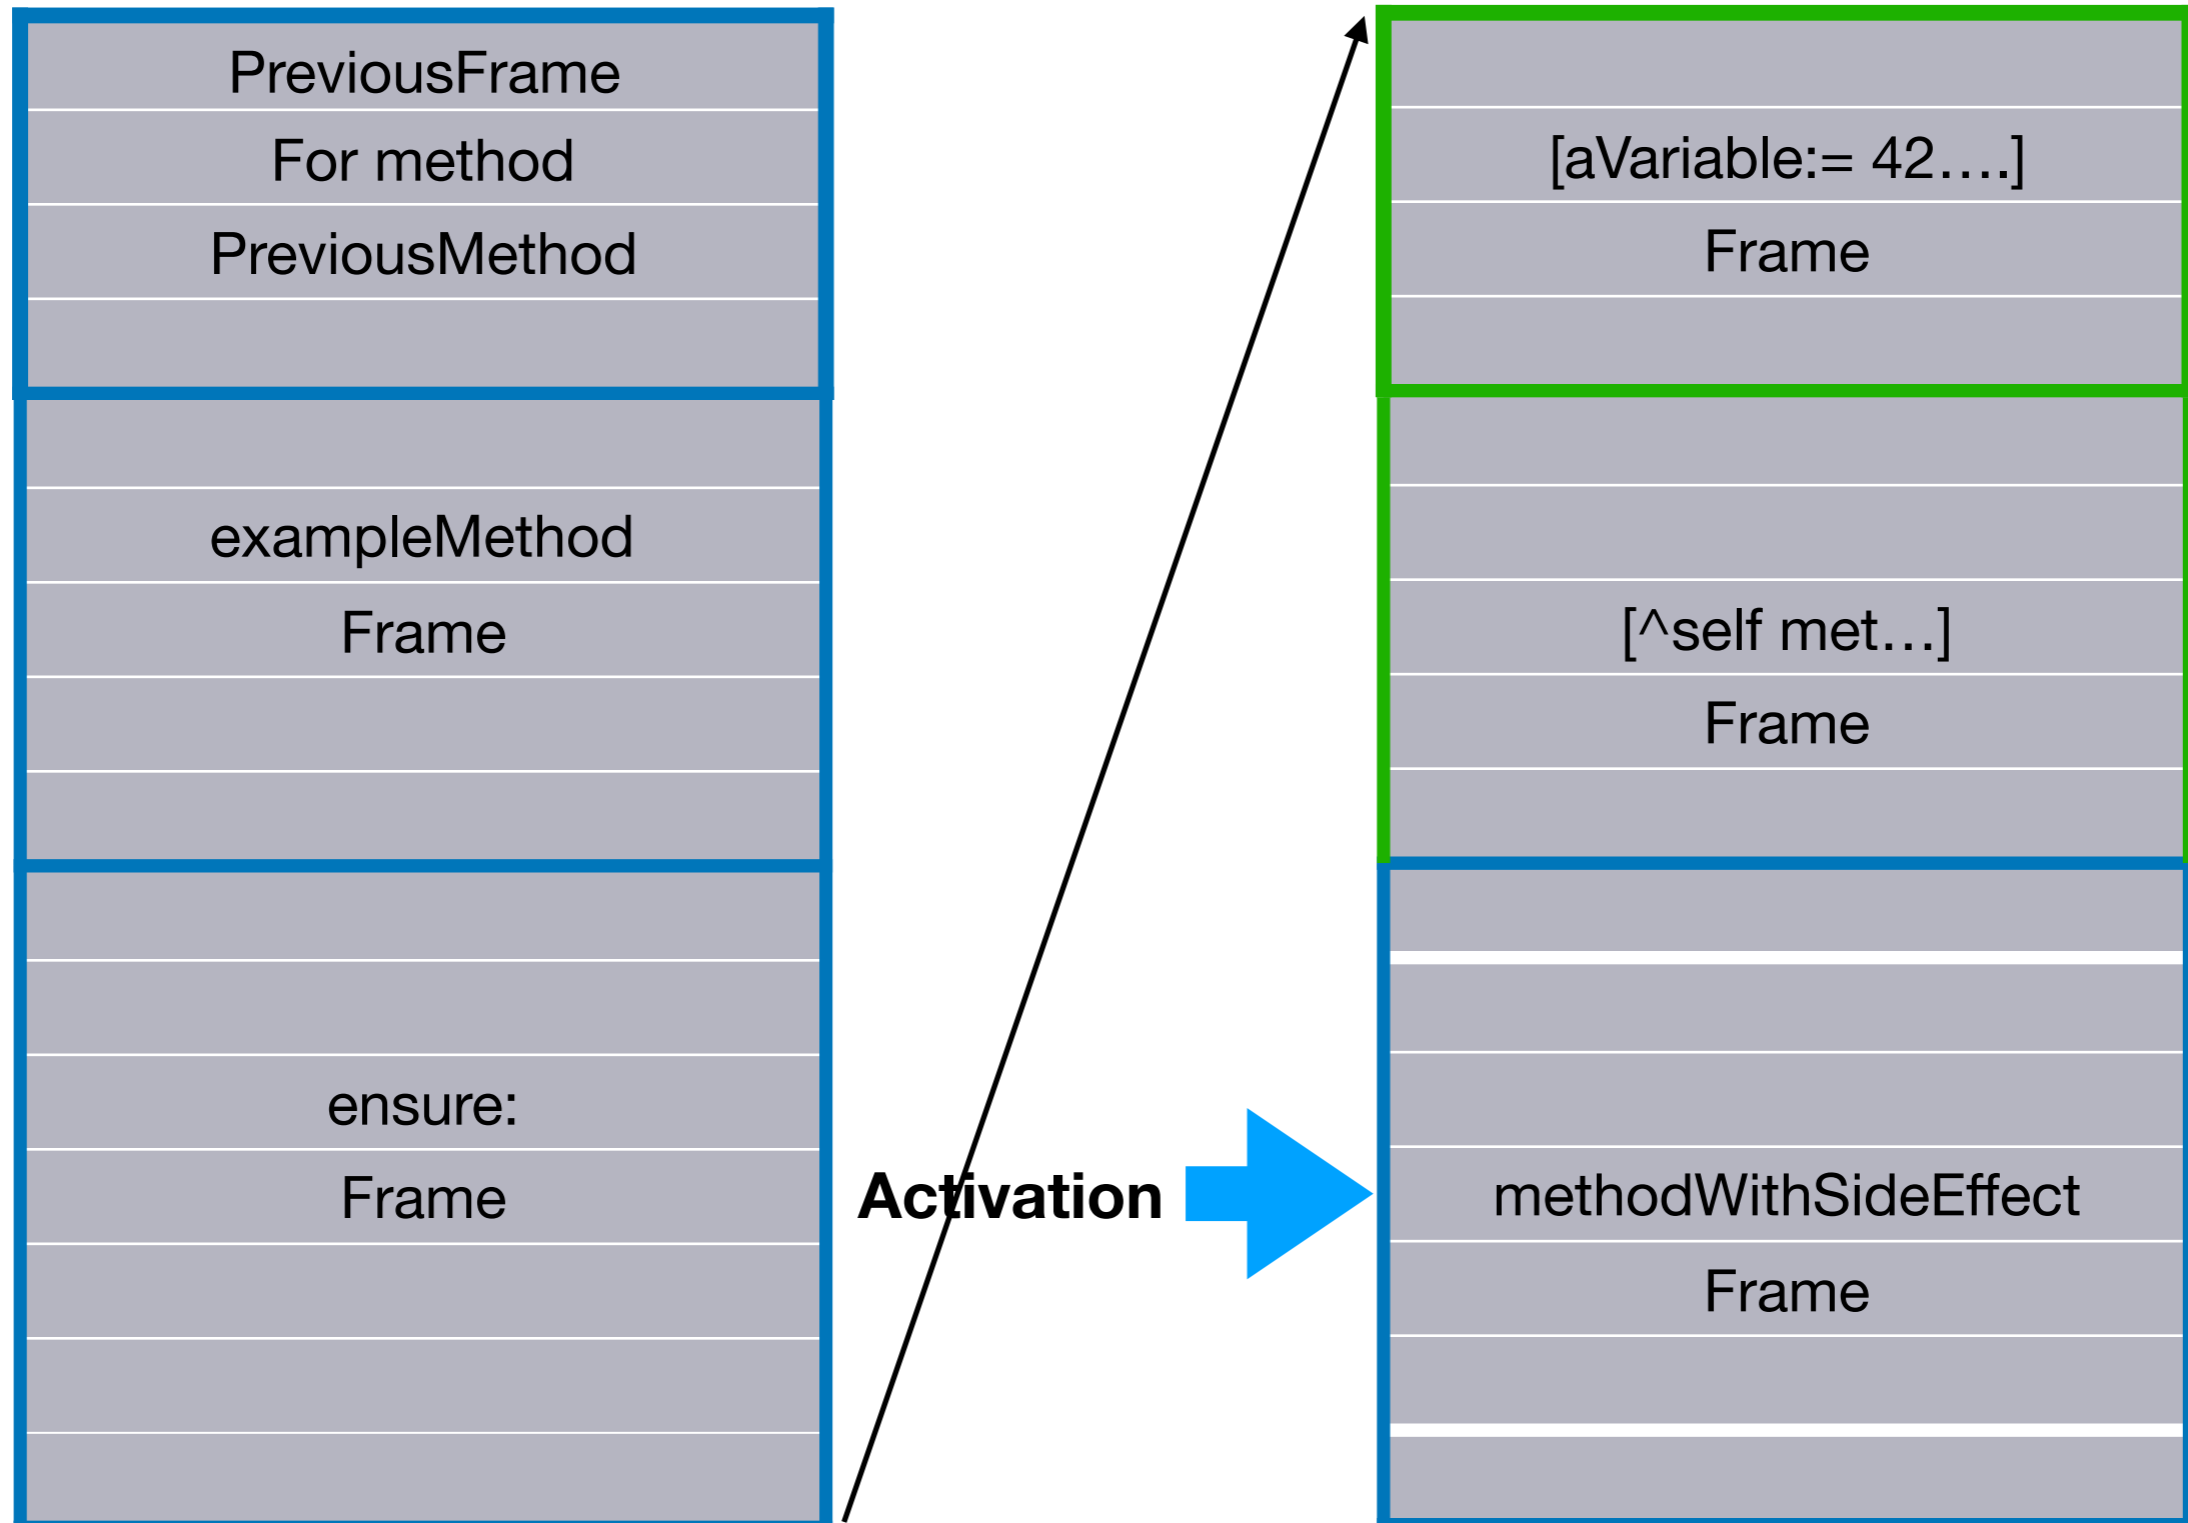 PreviousFrame
For method
PreviousMethod
exampleMethod
Frame
ensure:
Frame
Activation
[aVariable:= 42….]
Frame
[^self met…]
Frame
methodWithSideEffect
Frame